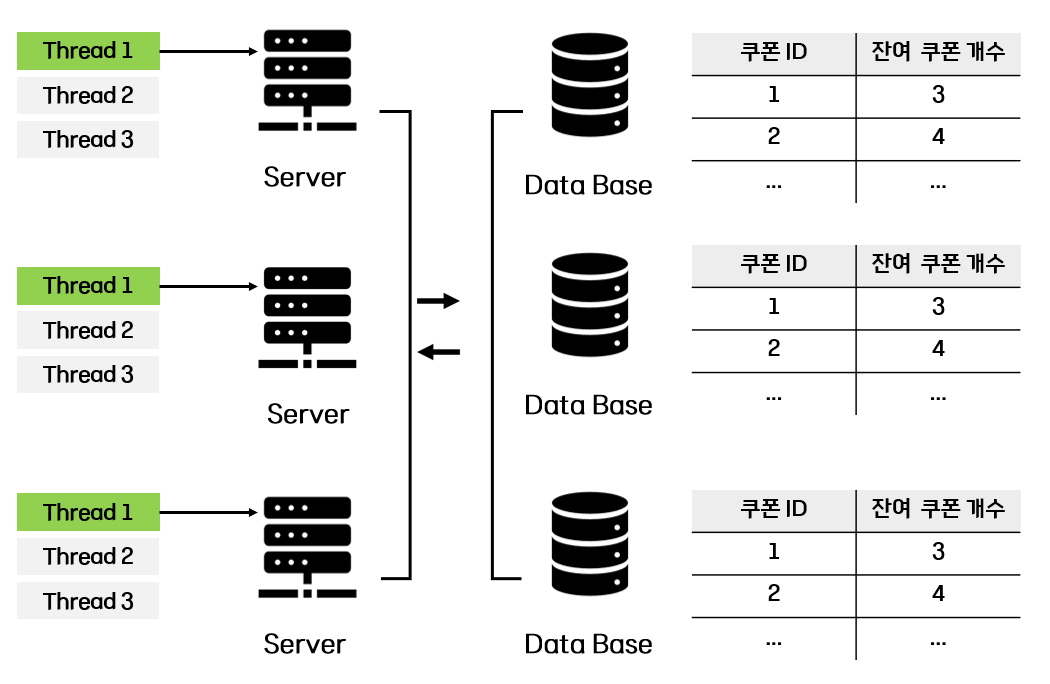 Thread 1
Thread 2
Thread 3
Server
Data Base
쿠폰 ID 잔여 쿠폰 개수
1 3
2 4
... ...
Thread 1
Thread 2
Thread 3
Server
Data Base
쿠폰 ID 잔여 쿠폰 개수
1 3
2 4
... ...
Thread 1
Thread 2
Thread 3
Server
Data Base
쿠폰 ID 잔여 쿠폰 개수
1 3
2 4
... ...